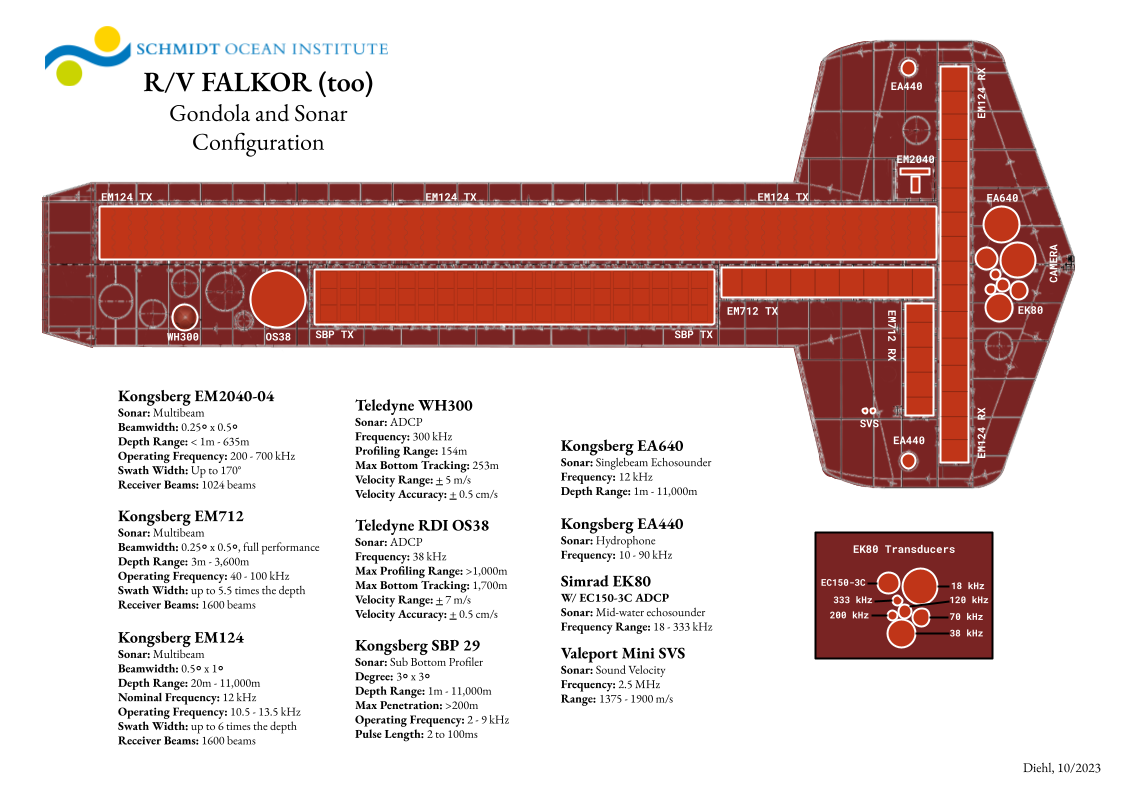 SCHMIDT OCEAN INSTITUTE
R/V FALKOR (too)
Gondola and Sonar
Configuration
EA440
EM124 RX
EM2040
EM124 TX
EM124 TX
EM124 TX
EA640
CAMERA
EK80
WH300
OS38
SBP TX
SBP TX
EM712 TX
EM712 RX
SVS
EA440
EM124 RX
Kongsberg EM2040-04
Sonar: Multibeam
Beamwidth: 0.25º x 0.5º
Depth Range: < 1m - 635m
Operating Frequency: 200 - 700 kHz
Swath Width: Up to 170°
Receiver Beams: 1024 beams
Kongsberg EM712
Sonar: Multibeam
Beamwidth: 0.25º x 0.5º, full performance
Depth Range: 3m - 3,600m
Operating Frequency: 40 - 100 kHz
Swath Width: up to 5.5 times the depth
Receiver Beams: 1600 beams
Kongsberg EM124
Sonar: Multibeam
Beamwidth: 0.5º x 1º
Depth Range: 20m - 11,000m
Nominal Frequency: 12 kHz
Operating Frequency: 10.5 - 13.5 kHz
Swath Width: up to 6 times the depth
Receiver Beams: 1600 beams
Teledyne WH300
Sonar: ADCP
Frequency: 300 kHz
Profiling Range: 154m
Max Bottom Tracking: 253m
Velocity Range: ± 5 m/s
Velocity Accuracy: ± 0.5 cm/s
Teledyne RDI OS38
Sonar: ADCP
Frequency: 38 kHz
Max Profiling Range: >1,000m
Max Bottom Tracking: 1,700m
Velocity Range: ± 7 m/s
Velocity Accuracy: ± 0.5 cm/s
Kongsberg SBP 29
Sonar: Sub Bottom Profiler
Degree: 3º x 3º
Depth Range: 1m - 11,000m
Max Penetration: >200m
Operating Frequency: 2 - 9 kHz
Pulse Length: 2 to 100ms
Kongsberg EA640
Sonar: Singlebeam Echosounder
Frequency: 12 kHz
Depth Range: 1m - 11,000m
Kongsberg EA440
Sonar: Hydrophone
Frequency: 10 - 90 kHz
Simrad EK80
W/ EC150-3C ADCP
Sonar: Mid-water echosounder
Frequency Range: 18 - 333 kHz
Valeport Mini SVS
Sonar: Sound Velocity
Frequency: 2.5 MHz
Range: 1375 - 1900 m/s
EK80 Transducers
EC150-3C
18 kHz
333 kHz
120 kHz
200 kHz
70 kHz
38 kHz
Diehl, 10/2023